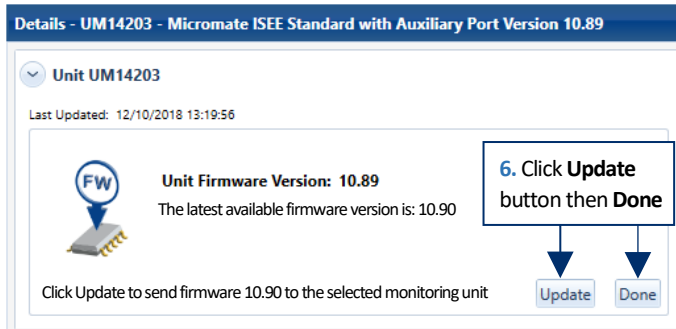 Details - UM14203 - Micromate ISEE Standard with Auxiliary Port Version 10.89
Unit UM14203
Last Updated: 12/10/2018 13:19:56
FW
Unit Firmware Version: 10.89
The latest available firmware version is: 10.90
6. Click Update
button then Done
Click Update to send firmware 10.90 to the selected monitoring unit
Update
Done